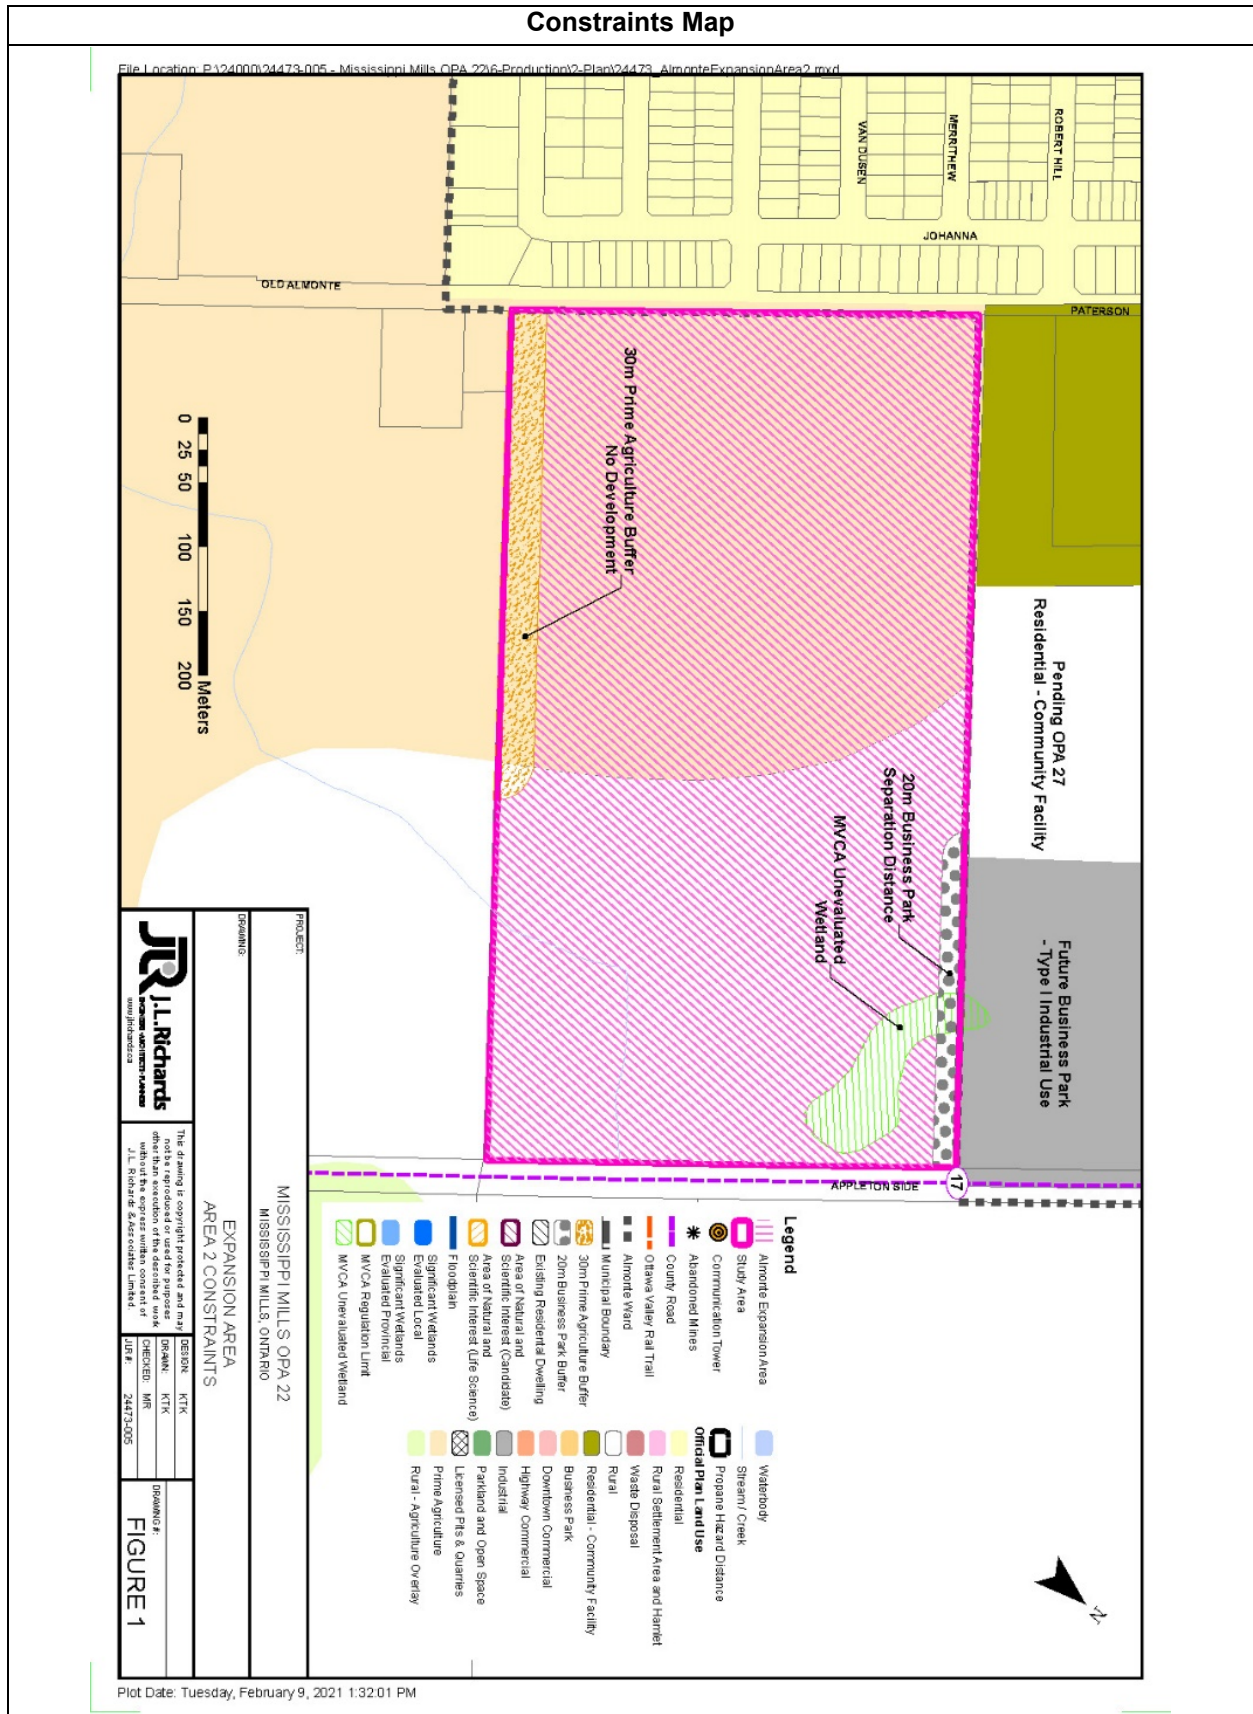 Constraints Map
File Location: P:\24000\24473-005 - Mississippi Mills OPA 22\6-Production\2-Plan\24473_AlmonteExpansionArea2.mxd
VAN DUSEN
MERRITHEW
ROBERT HILL
JOHANNA
OLD ALMONTE
PATERSON
30m Prime Agriculture Buffer
No Development
Pending OPA 27
Residential - Community Facility
20m Business Park
Separation Distance
MVCA Unevaluated
Wetland
Future Business Park
- Type I Industrial Use
0 25 50 100 150 200
Meters
APPLETON SIDE
17
N
Legend
Almonte Expansion Area
Study Area
Communication Tower
Abandoned Mines
County Road
Ottawa Valley Rail Trail
Almonte Ward
Municipal Boundary
30m Prime Agriculture Buffer
20m Business Park Buffer
Existing Residental Dwelling
Area of Natural and
Scientific Interest (Candidate)
Area of Natural and
Scientific Interest (Life Science)
Floodplain
Significant Wetlands
Evaluated Local
Significant Wetlands
Evaluated Provincial
MVCA Regulation Limit
MVCA Unevaluated Wetland
Waterbody
Stream / Creek
Propane Hazard Distance
Official Plan Land Use
Residential
Rural Settlement Area and Hamlet
Waste Disposal
Rural
Residential - Community Facility
Business Park
Downtown Commercial
Highway Commercial
Industrial
Parkland and Open Space
Licensed Pits & Quarries
Prime Agriculture
Rural - Agriculture Overlay
PROJECT:
MISSISSIPPI MILLS OPA 22
MISSISSIPPI MILLS, ONTARIO
DRAWING:
EXPANSION AREA
AREA 2 CONSTRAINTS
JLR J.L.Richards
ENGINEERS · ARCHITECTS · PLANNERS
www.jlrichards.ca
This drawing is copyright protected and may
not be reproduced or used for purposes
other than execution of the described work
without the express written consent of
J.L. Richards & Associates Limited.
DESIGN: KTK
DRAWN: KTK
CHECKED: MR
JLR #: 24473-005
DRAWING #:
FIGURE 1
Plot Date: Tuesday, February 9, 2021 1:32:01 PM